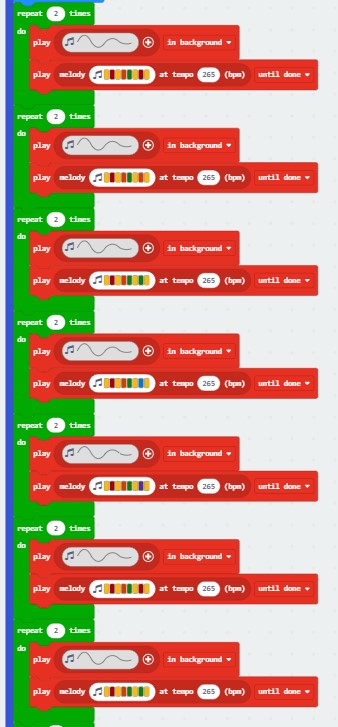 repeat 2 times
do
play in background
play melody at tempo 265 (bpm) until done
repeat 2 times
do
play in background
play melody at tempo 265 (bpm) until done
repeat 2 times
do
play in background
play melody at tempo 265 (bpm) until done
repeat 2 times
do
play in background
play melody at tempo 265 (bpm) until done
repeat 2 times
do
play in background
play melody at tempo 265 (bpm) until done
repeat 2 times
do
play in background
play melody at tempo 265 (bpm) until done
repeat 2 times
do
play in background
play melody at tempo 265 (bpm) until done